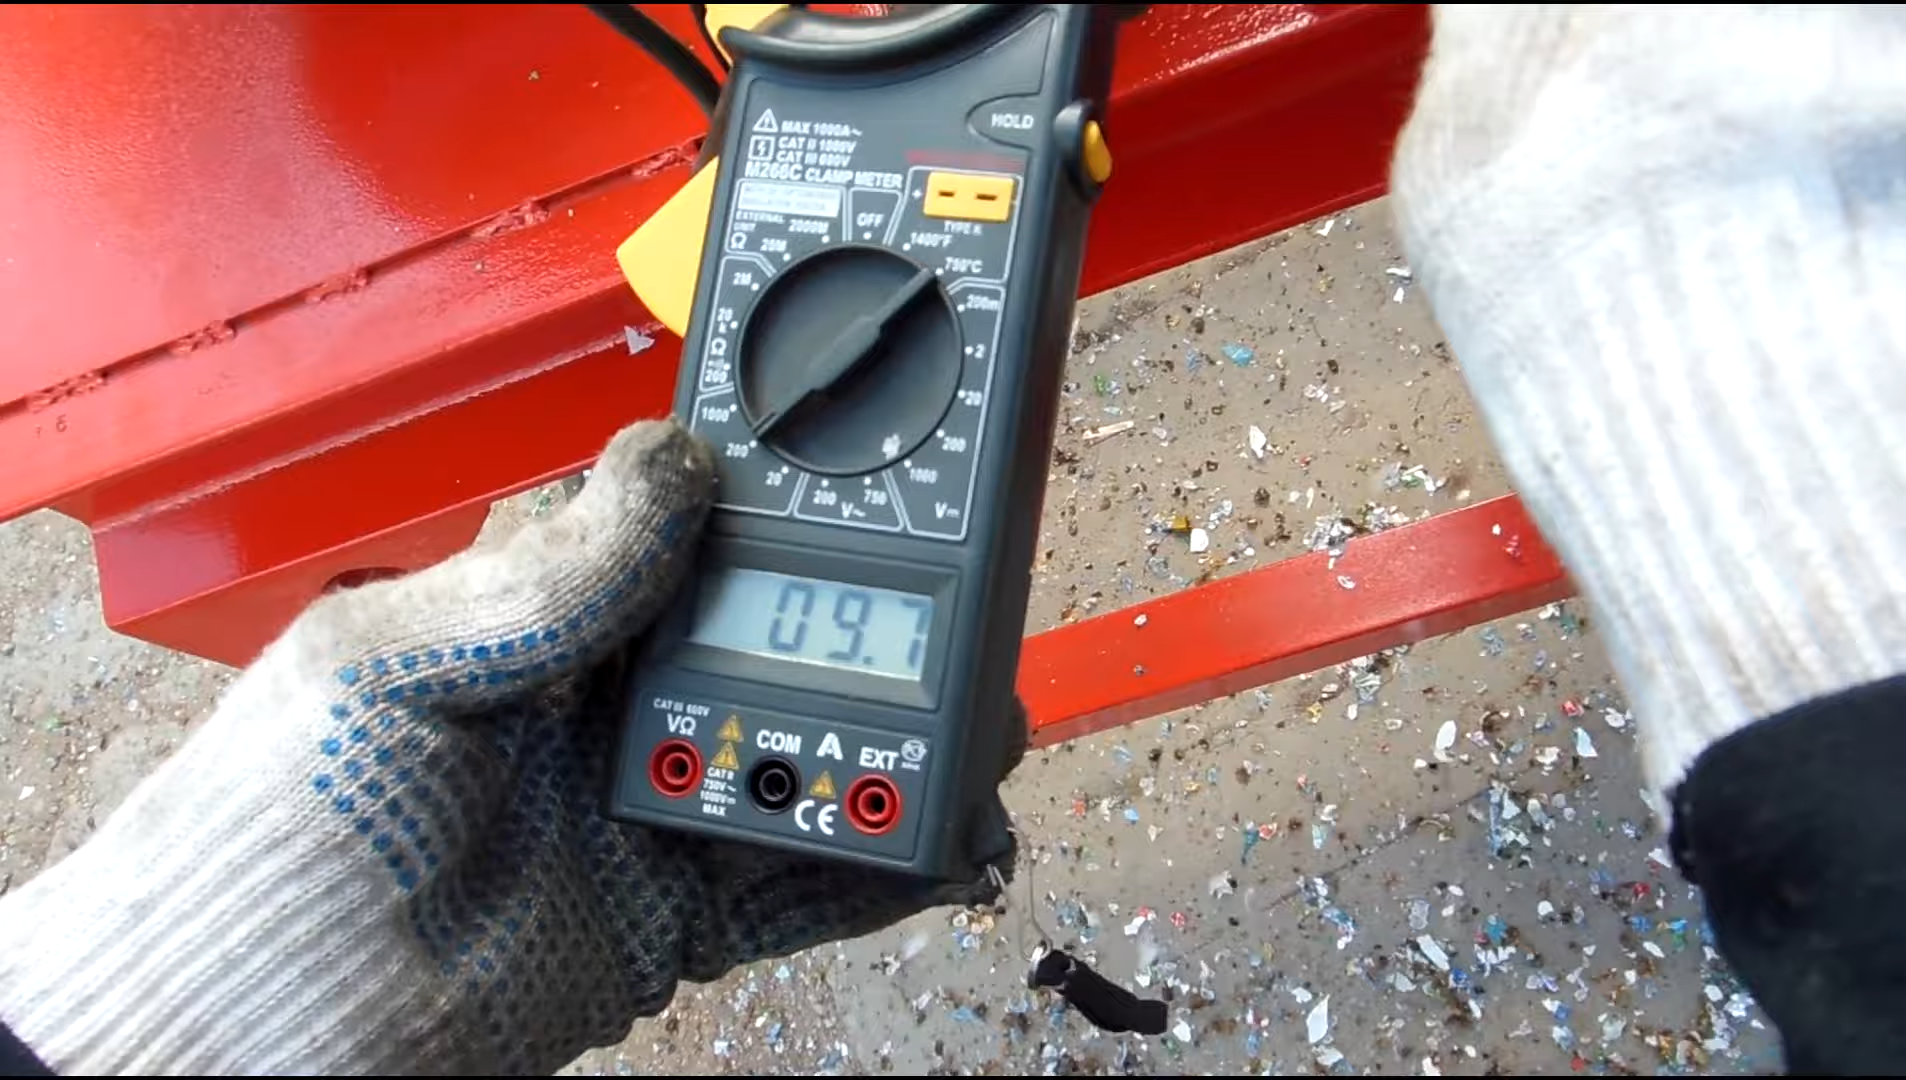 HOLD
MAX 1000A~
CAT II 1000V
CAT III 600V
M266C CLAMP METER
EXTERNAL
UNIT
Ω
20M
2000M
OFF
+ -
TYPE K
1400°F
750°C
2M
20
k
Ω
200
200m
2
20
200
1000
V
1000
200
20
200
750
V~
09.7
CAT III 600V
VΩ
COM
A
EXT
CAT II
750V~
1000V
MAX
CE